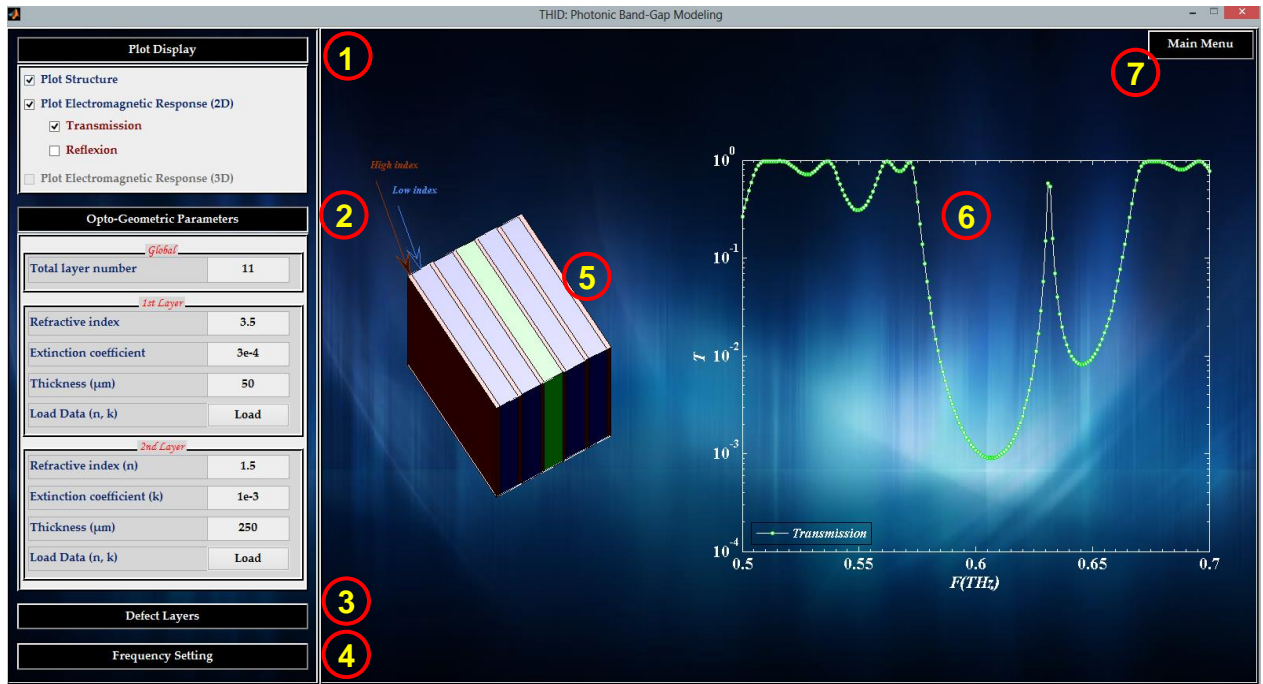 THID: Photonic Band-Gap Modeling
Plot Display
Plot Structure
Plot Electromagnetic Response (2D)
Transmission
Reflexion
Plot Electromagnetic Response (3D)
Opto-Geometric Parameters
Global
Total layer number 11
1st Layer
Refractive index 3.5
Extinction coefficient 3e-4
Thickness (µm) 50
Load Data (n, k) Load
2nd Layer
Refractive index (n) 1.5
Extinction coefficient (k) 1e-3
Thickness (µm) 250
Load Data (n, k) Load
Defect Layers
Frequency Setting
1
2
3
4
High index
Low index
5
Main Menu
7
6
10^0
10^-1
10^-2
10^-3
10^-4
T
Transmission
0.5 0.55 0.6 0.65 0.7
F(THz)